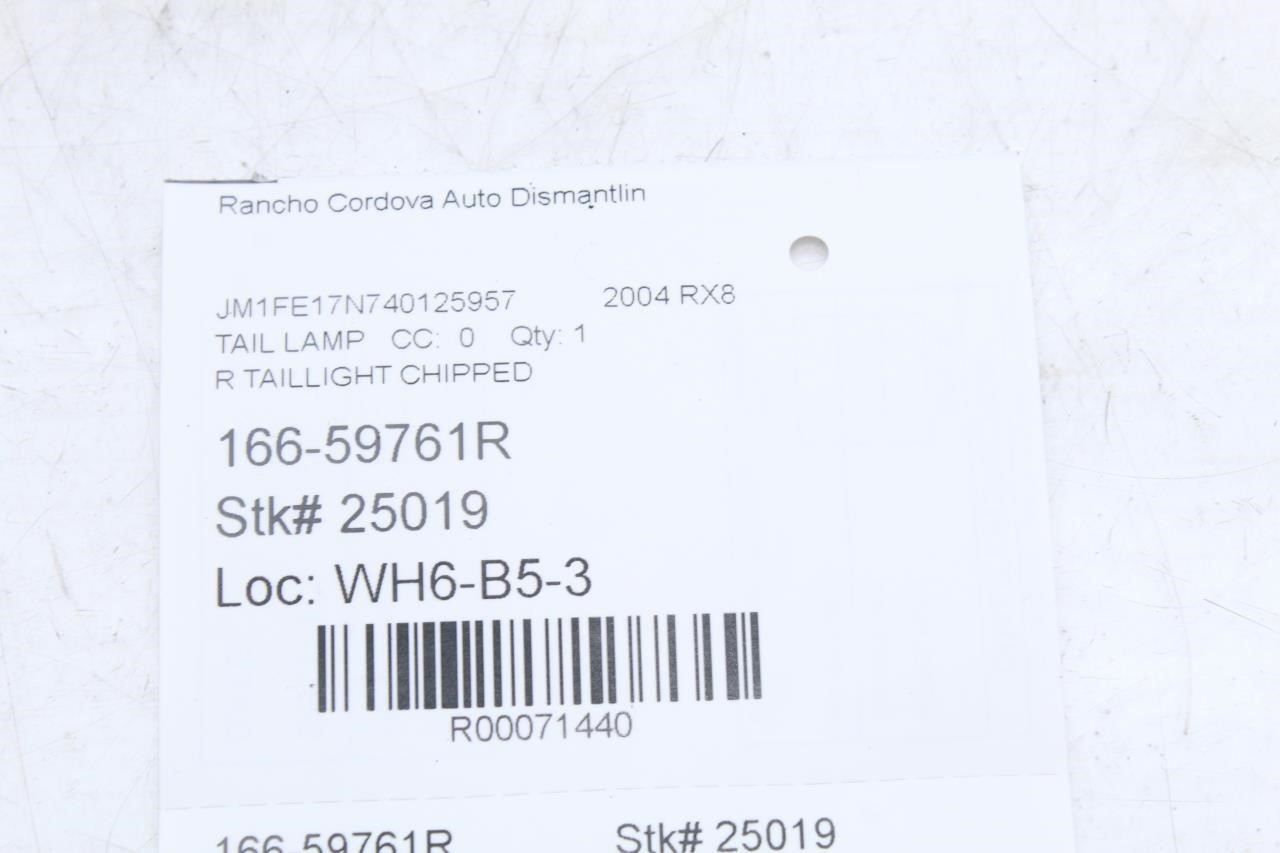 Rancho Cordova Auto Dismantlin
JM1FE17N740125957 2004 RX8
TAIL LAMP CC: 0 Qty: 1
R TAILLIGHT CHIPPED
166-59761R
Stk# 25019
Loc: WH6-B5-3
R00071440
166-59761R Stk# 25019